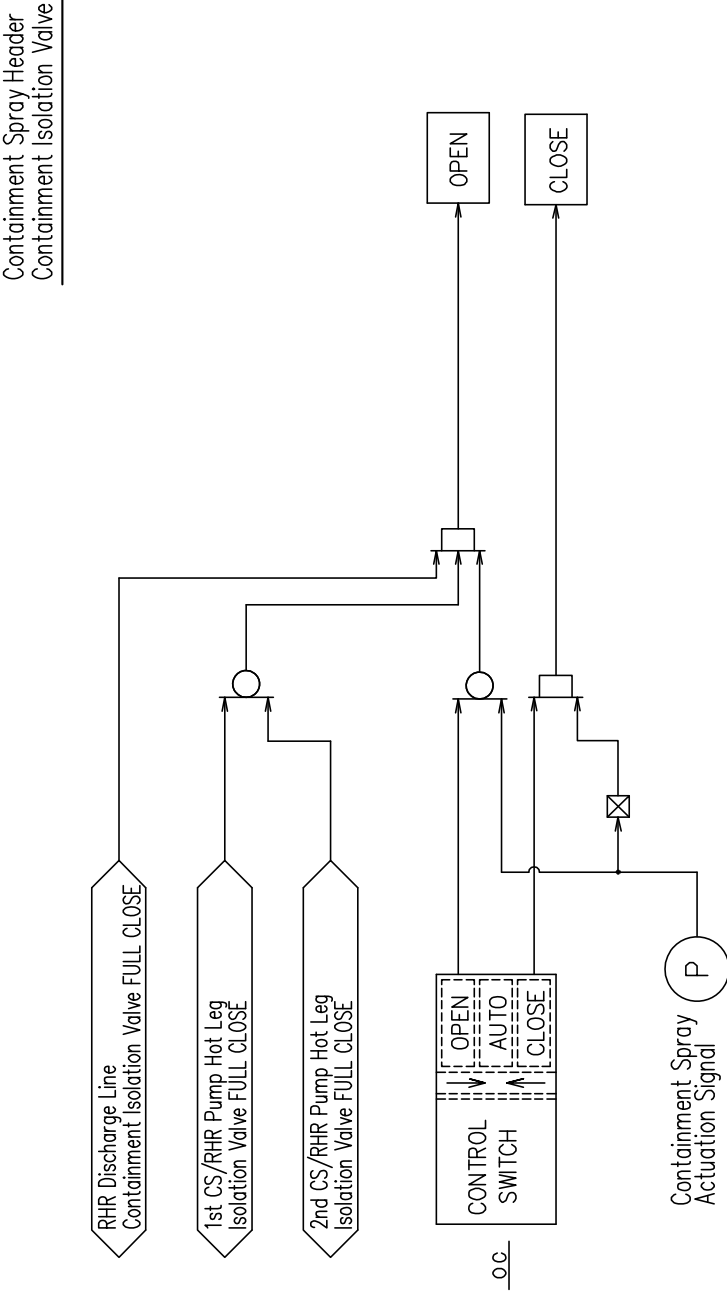 Containment Spray Header
Containment Isolation Valve
RHR Discharge Line
Containment Isolation Valve FULL CLOSE
1st CS/RHR Pump Hot Leg
Isolation Valve FULL CLOSE
2nd CS/RHR Pump Hot Leg
Isolation Valve FULL CLOSE
OC
CONTROL
SWITCH
OPEN
AUTO
CLOSE
Containment Spray
Actuation Signal
P
OPEN
CLOSE